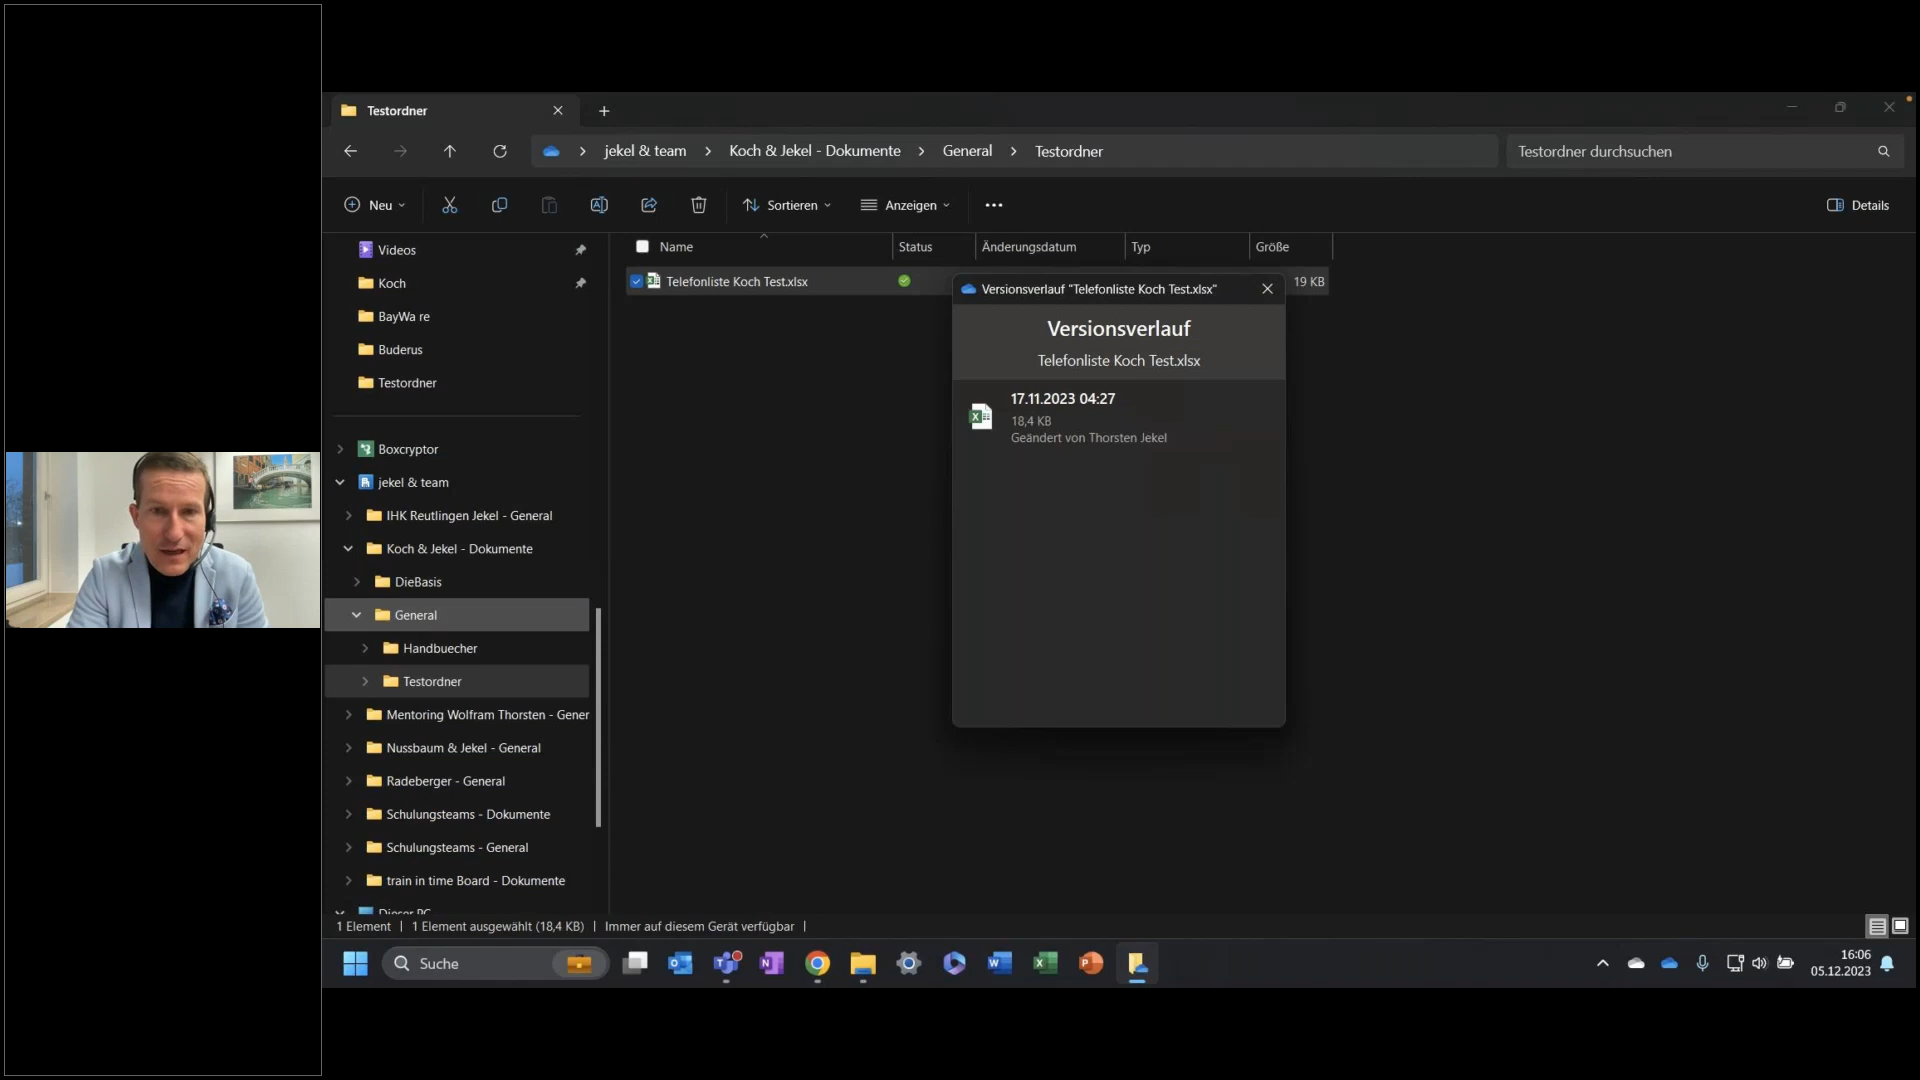 Testordner
jekel & team
Koch & Jekel - Dokumente
General
Testordner
Testordner durchsuchen
Neu
Sortieren
Anzeigen
Details
Videos
Koch
BayWa re
Buderus
Testordner
Boxcryptor
jekel & team
IHK Reutlingen Jekel - General
Koch & Jekel - Dokumente
DieBasis
General
Handbuecher
Testordner
Mentoring Wolfram Thorsten - Gener
Nussbaum & Jekel - General
Radeberger - General
Schulungsteams - Dokumente
Schulungsteams - General
train in time Board - Dokumente
Dieser PC
Name
Status
Änderungsdatum
Typ
Größe
Telefonliste Koch Test.xlsx
19 KB
Versionsverlauf "Telefonliste Koch Test.xlsx"
Versionsverlauf
Telefonliste Koch Test.xlsx
17.11.2023 04:27
18,4 KB
Geändert von Thorsten Jekel
1 Element
1 Element ausgewählt (18,4 KB)
Immer auf diesem Gerät verfügbar
Suche
16:06
05.12.2023